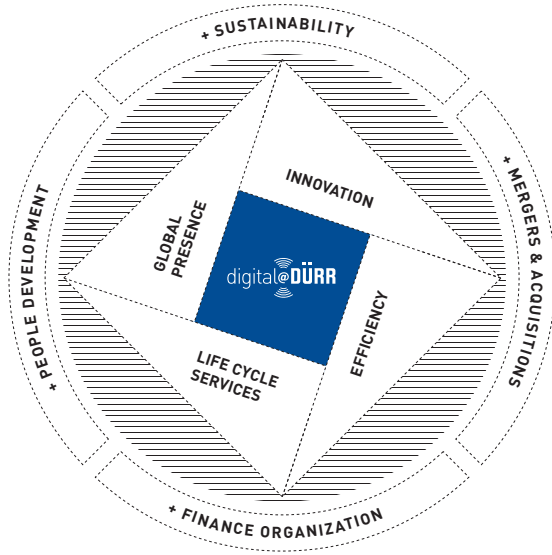 + SUSTAINABILITY
+ MERGERS & ACQUISITIONS
+ PEOPLE DEVELOPMENT
INNOVATION
GLOBAL
PRESENCE
digital@DÜRR
EFFICIENCY
LIFE CYCLE
SERVICES
+ FINANCE ORGANIZATION